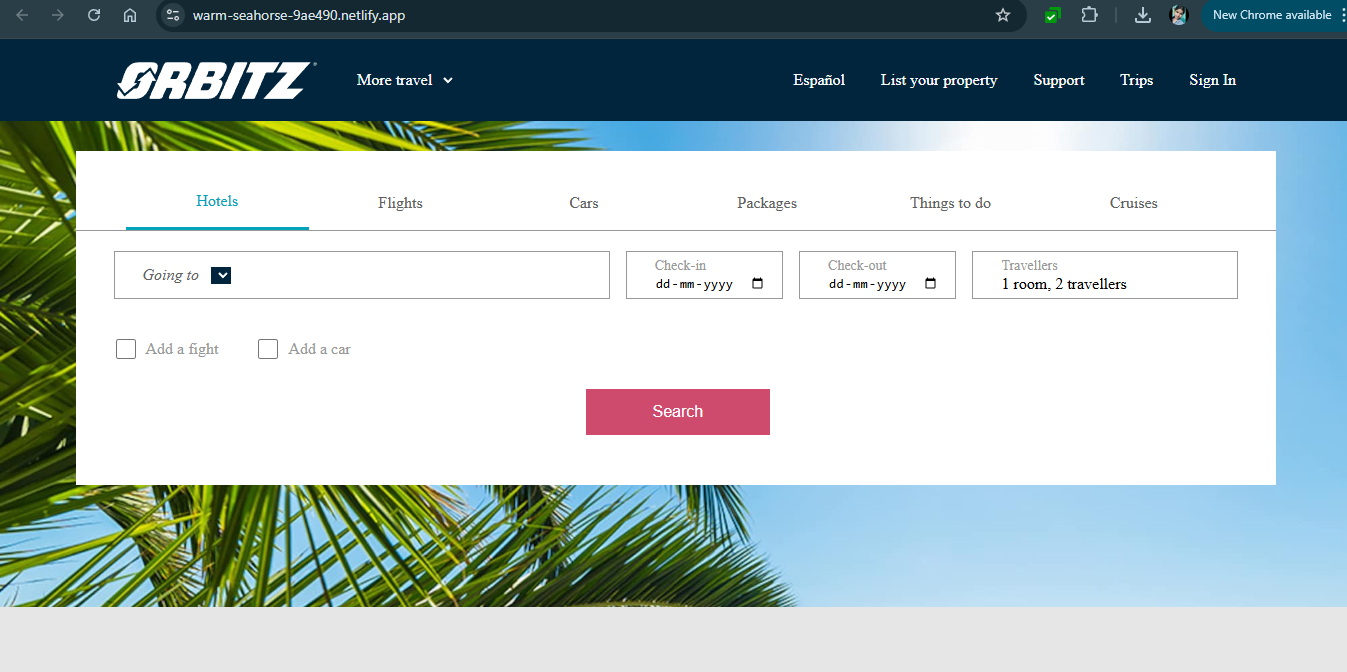 warm-seahorse-9ae490.netlify.app
New Chrome available
ORBITZ
More travel
Español
List your property
Support
Trips
Sign In
Hotels
Flights
Cars
Packages
Things to do
Cruises
Going to
Check-in
dd-mm-yyyy
Check-out
dd-mm-yyyy
Travellers
1 room, 2 travellers
Add a fight
Add a car
Search